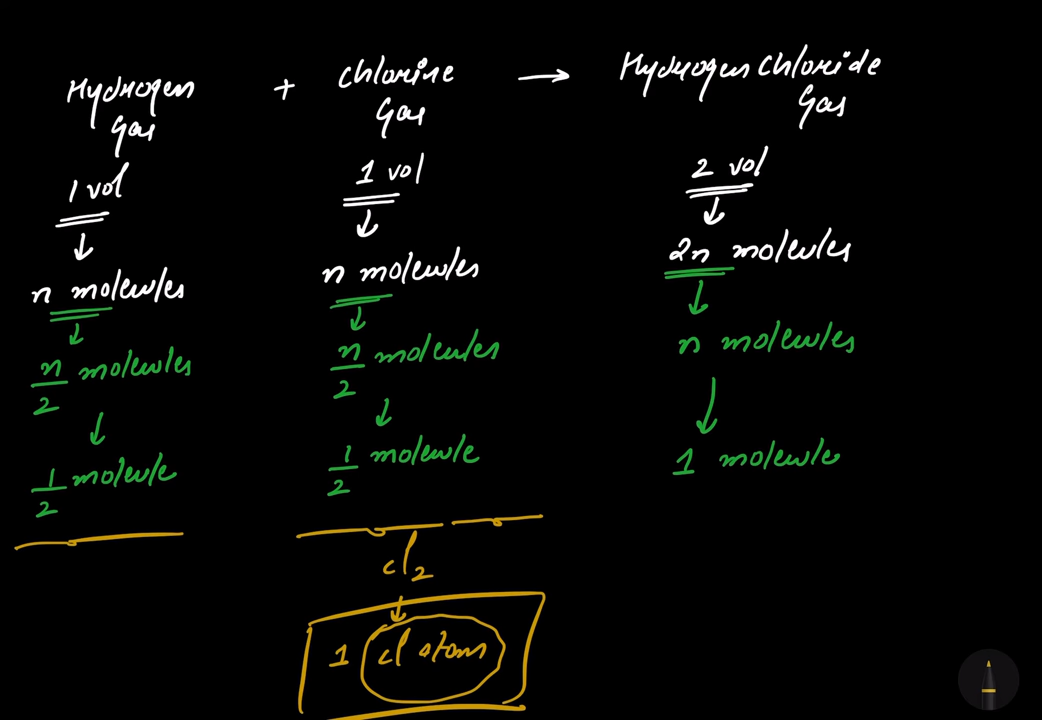 Hydrogen Gas + Chlorine Gas → Hydrogen Chloride Gas
1 vol 1 vol 2 vol
n molecules n molecules 2n molecules
n/2 molecules n/2 molecules n molecules
1/2 molecule 1/2 molecule 1 molecule
cl2
1 cl atoms